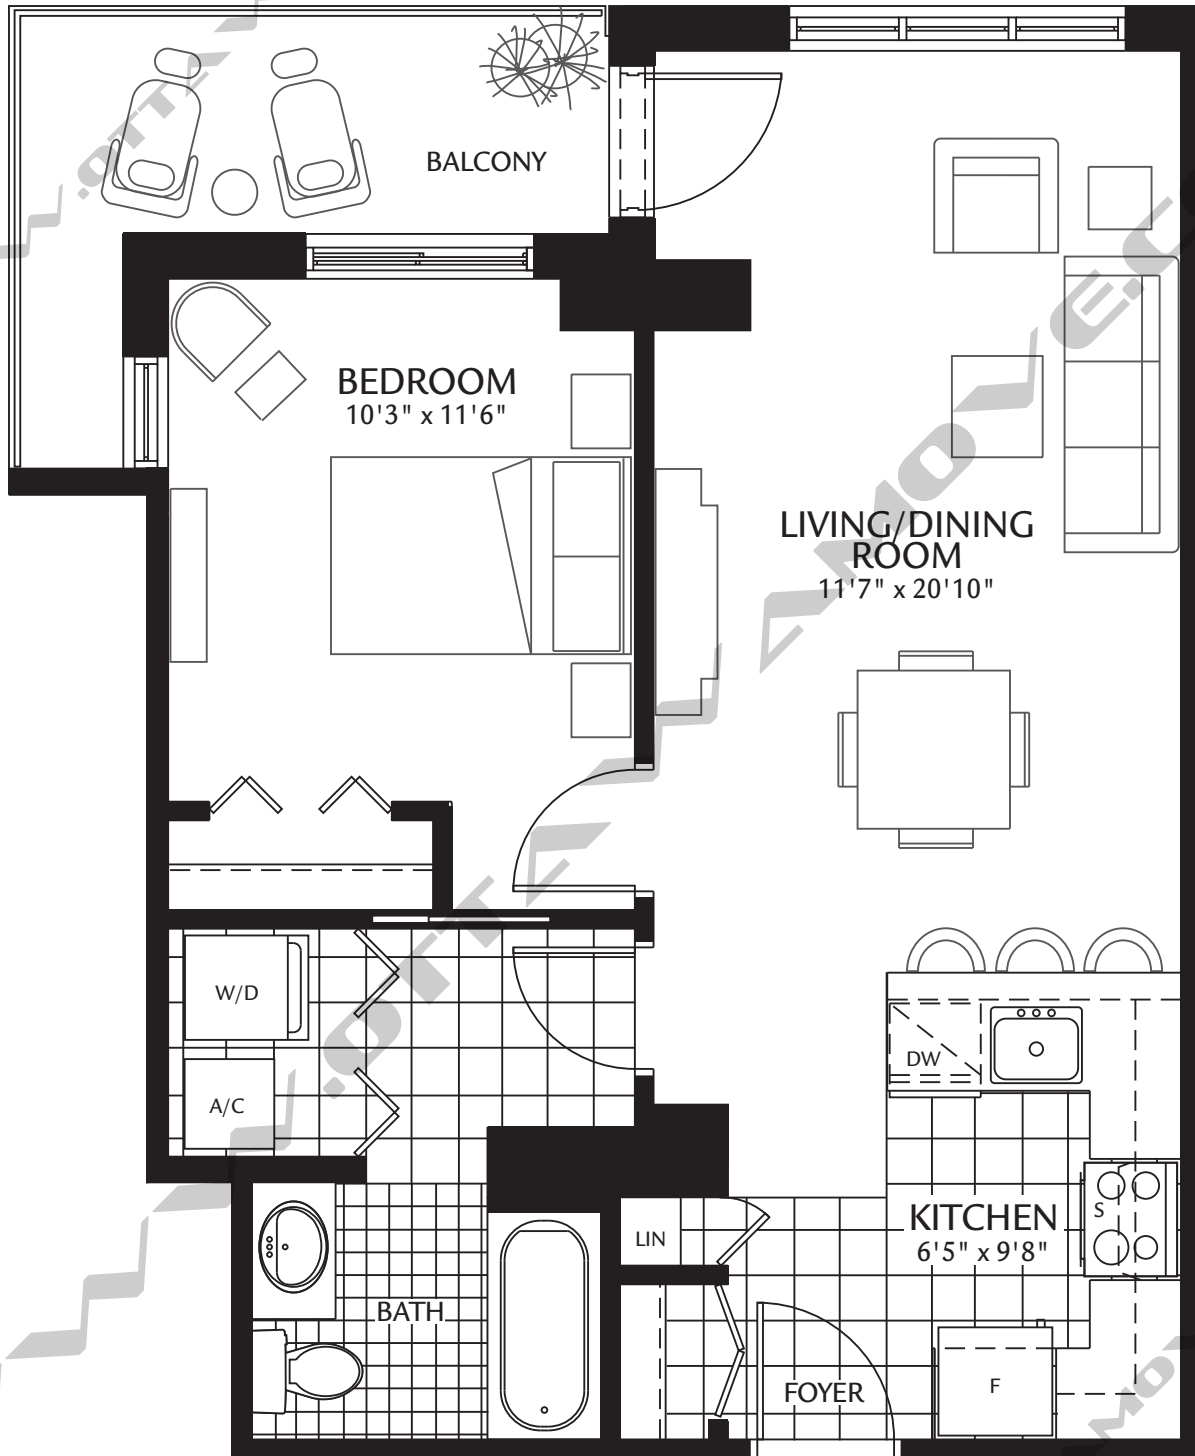 BALCONY
BEDROOM
10'3" x 11'6"
LIVING/DINING
ROOM
11'7" x 20'10"
W/D
A/C
DW
KITCHEN
6'5" x 9'8"
S
LIN
BATH
FOYER
F